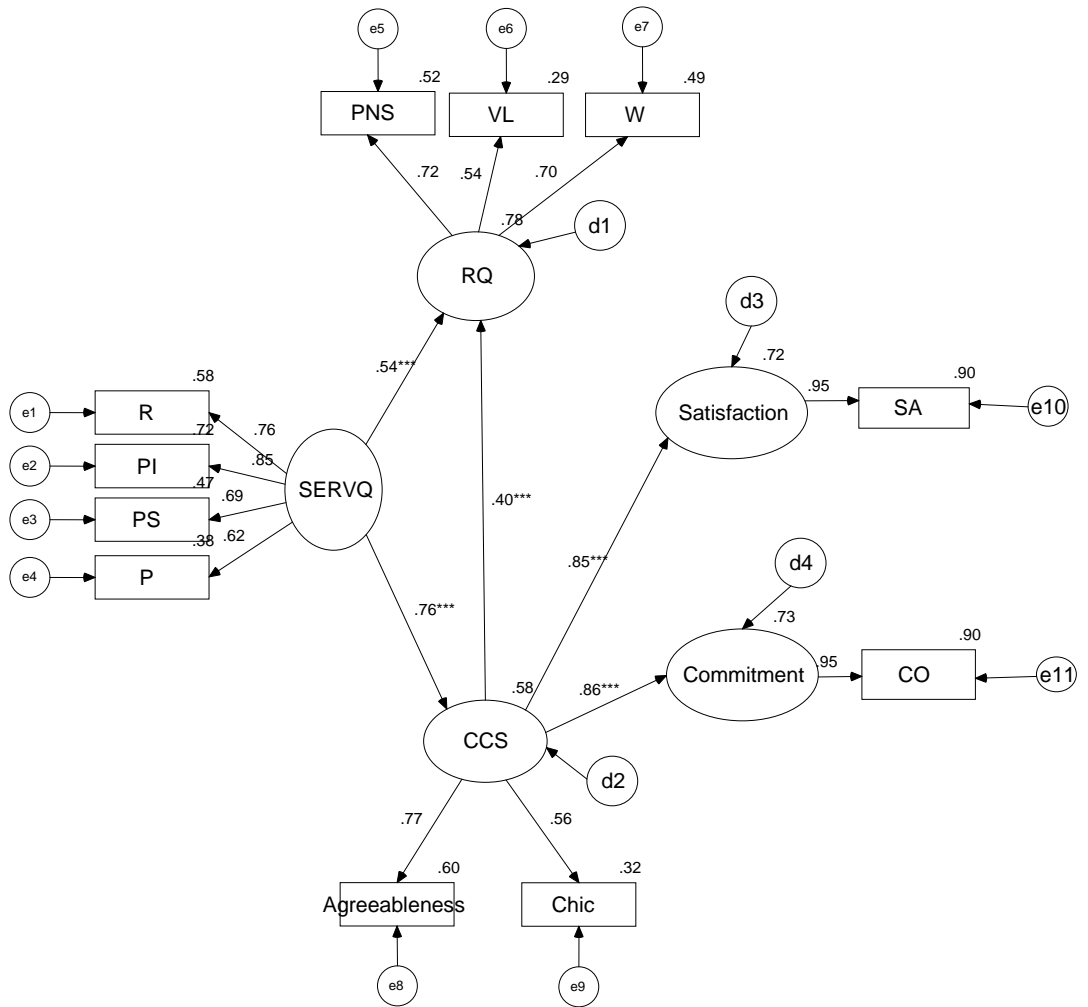 e5
e6
e7
.52
.29
.49
PNS
VL
W
.72
.54
.70
.78
d1
RQ
d3
.54***
.72
.58
.95
.90
e1
R
Satisfaction
SA
e10
.72
.76
e2
PI
.85
.47
SERVQ
.69
.40***
e3
PS
.38
.62
.85***
d4
e4
P
.76***
.73
.90
.95
Commitment
CO
e11
.58
.86***
CCS
d2
.77
.56
.60
.32
Agreeableness
Chic
e8
e9